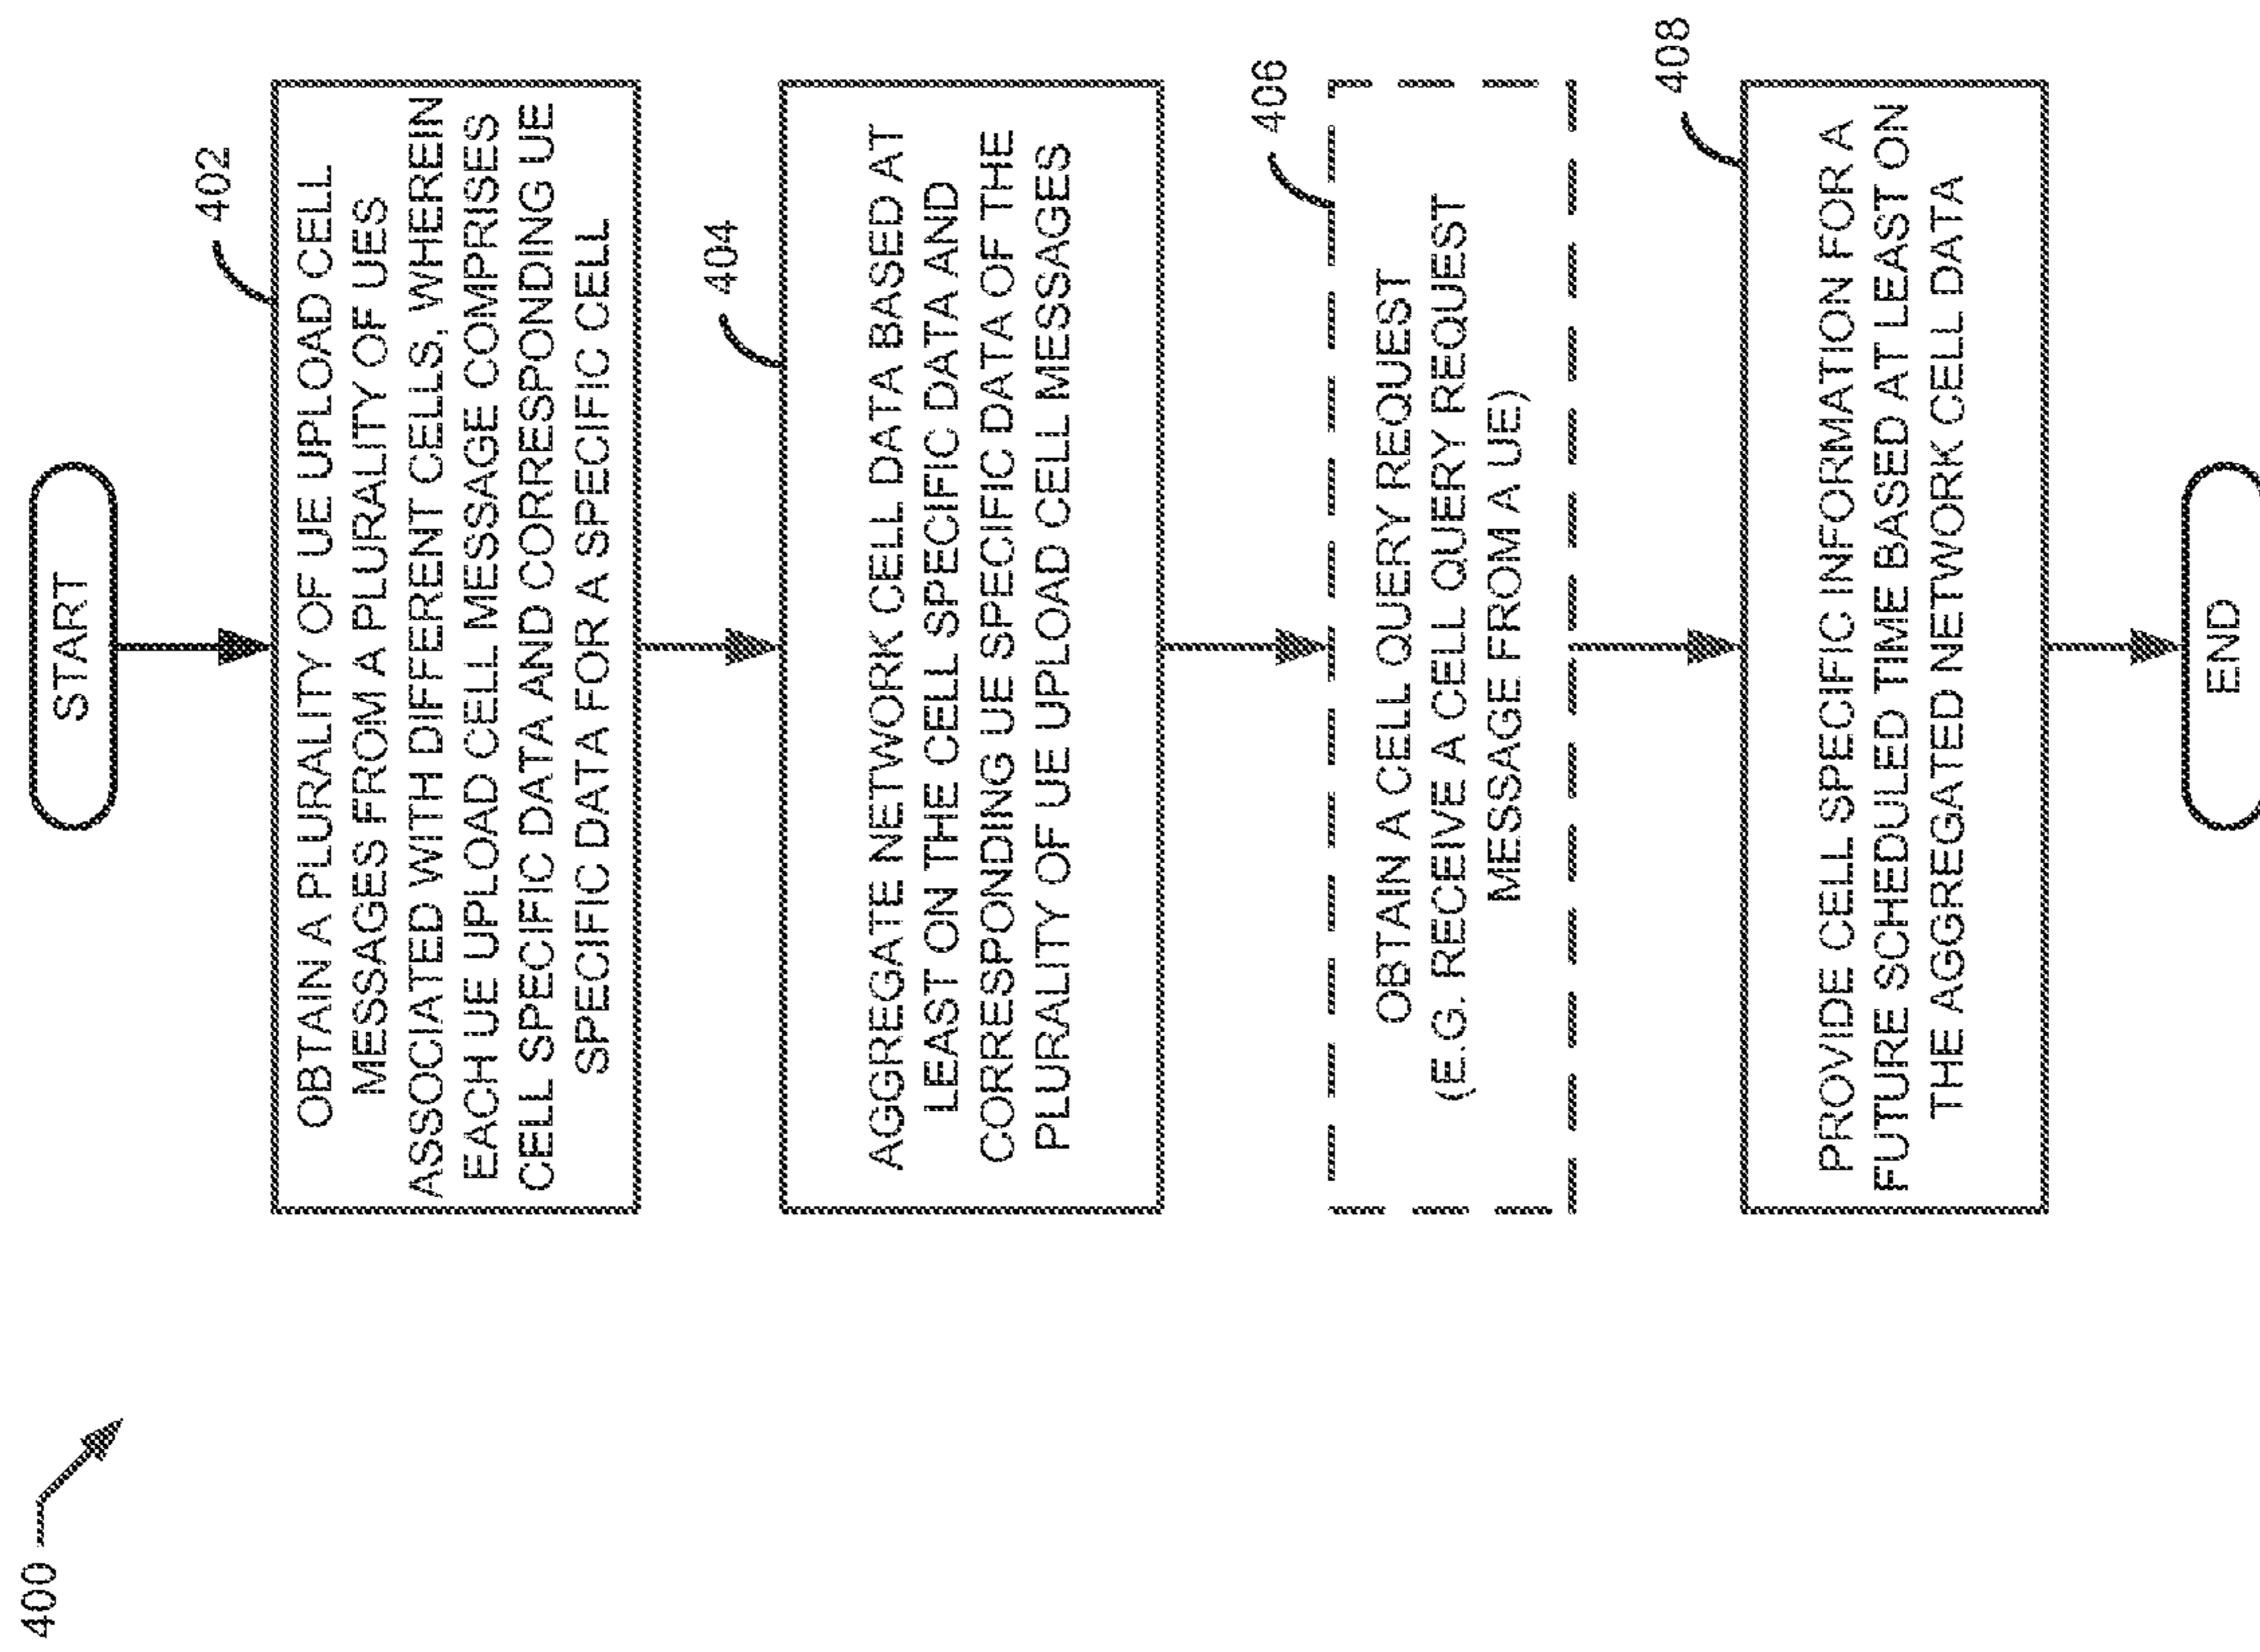 400
START
402
OBTAIN A PLURALITY OF UE UPLOAD CELL
MESSAGES FROM A PLURALITY OF UES
ASSOCIATED WITH DIFFERENT CELLS, WHEREIN
EACH UE UPLOAD CELL MESSAGE COMPRISES
CELL SPECIFIC DATA AND CORRESPONDING UE
SPECIFIC DATA FOR A SPECIFIC CELL
404
AGGREGATE NETWORK CELL DATA BASED AT
LEAST ON THE CELL SPECIFIC DATA AND
CORRESPONDING UE SPECIFIC DATA OF THE
PLURALITY OF UE UPLOAD CELL MESSAGES
406
OBTAIN A CELL QUERY REQUEST
(E.G. RECEIVE A CELL QUERY REQUEST
MESSAGE FROM A UE)
408
PROVIDE CELL SPECIFIC INFORMATION FOR A
FUTURE SCHEDULED TIME BASED AT LEAST ON
THE AGGREGATED NETWORK CELL DATA
END